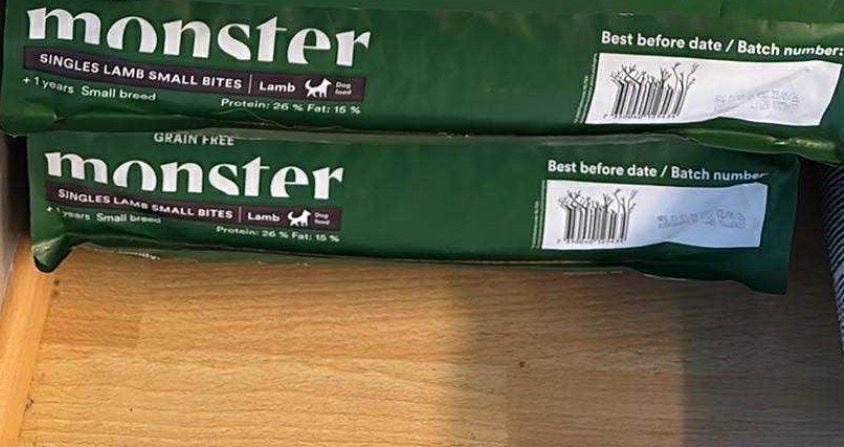 monster
Best before date / Batch number:
SINGLES LAMB SMALL BITES | Lamb Dog food
+ 1 years Small breed
Protein: 26 % Fat: 15 %
GRAIN FREE
monster
Best before date / Batch number
SINGLES LAMB SMALL BITES | Lamb Dog food
+ 1 years Small breed
Protein: 26 % Fat: 15 %